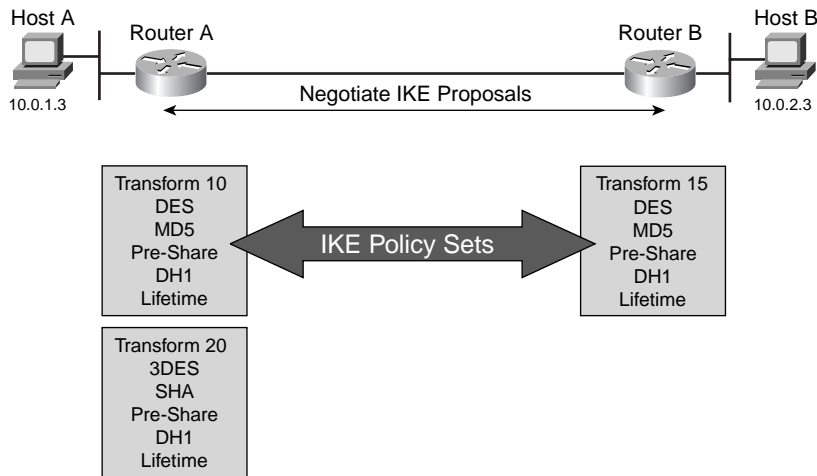 Host A
Router A
Router B
Host B
10.0.1.3
Negotiate IKE Proposals
10.0.2.3
Transform 10
DES
MD5
Pre-Share
DH1
Lifetime
IKE Policy Sets
Transform 15
DES
MD5
Pre-Share
DH1
Lifetime
Transform 20
3DES
SHA
Pre-Share
DH1
Lifetime